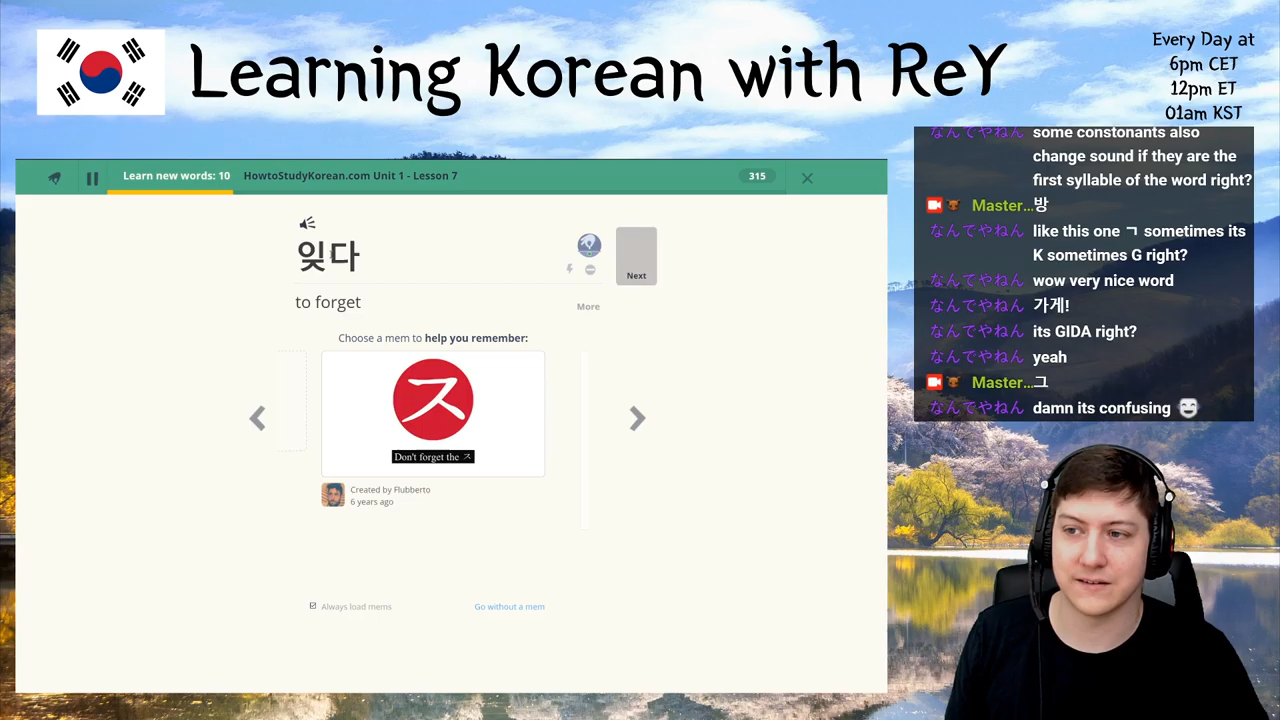 Learning Korean with ReY
Every Day at
6pm CET
12pm ET
01am KST
Learn new words: 10 HowtoStudyKorean.com Unit 1 - Lesson 7 315
잊다
Next
to forget
More
Choose a mem to help you remember:
ス
Don't forget the ス
Created by Flubberto
6 years ago
Always load mems
Go without a mem
なんでやねん some constonants also
change sound if they are the
first syllable of the word right?
Master... 방
なんでやねん like this one ㄱ sometimes its
K sometimes G right?
なんでやねん wow very nice word
なんでやねん 가게!
なんでやねん its GIDA right?
なんでやねん yeah
Master... 그
なんでやねん damn its confusing